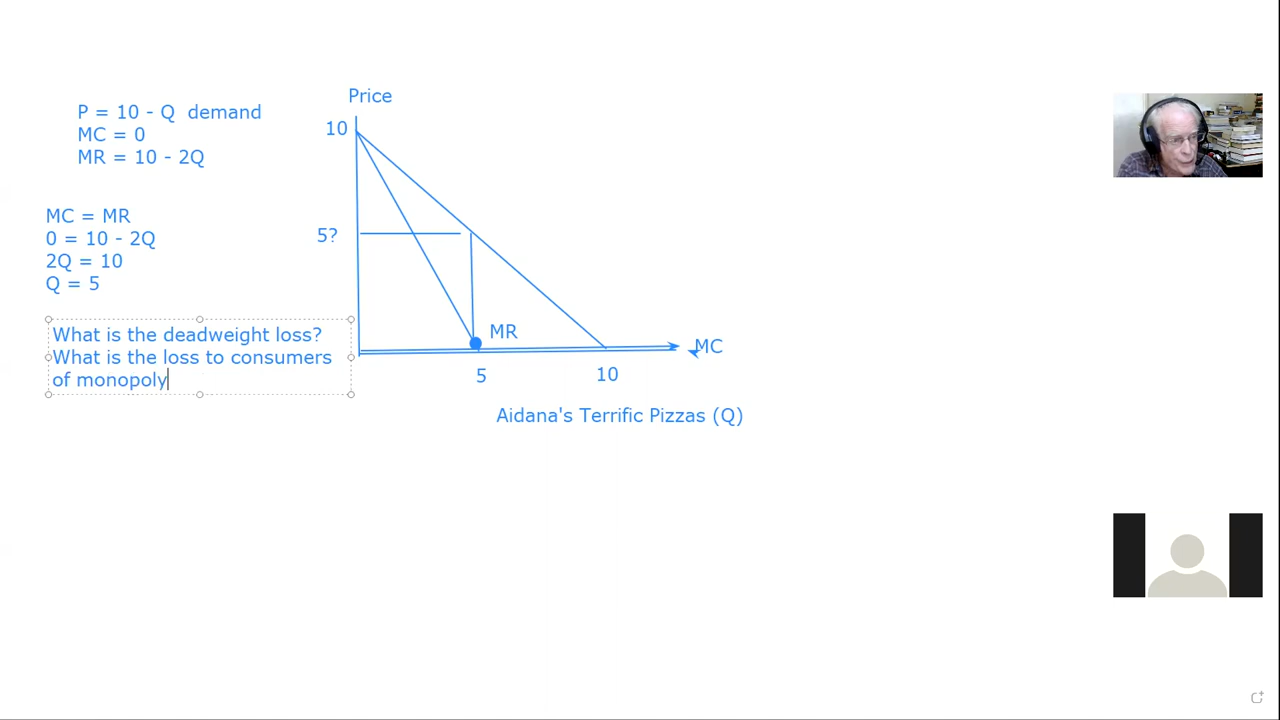 P = 10 - Q demand
MC = 0
MR = 10 - 2Q
MC = MR
0 = 10 - 2Q
2Q = 10
Q = 5
What is the deadweight loss?
What is the loss to consumers
of monopoly
Price
10
5?
MR
MC
5
10
Aidana's Terrific Pizzas (Q)